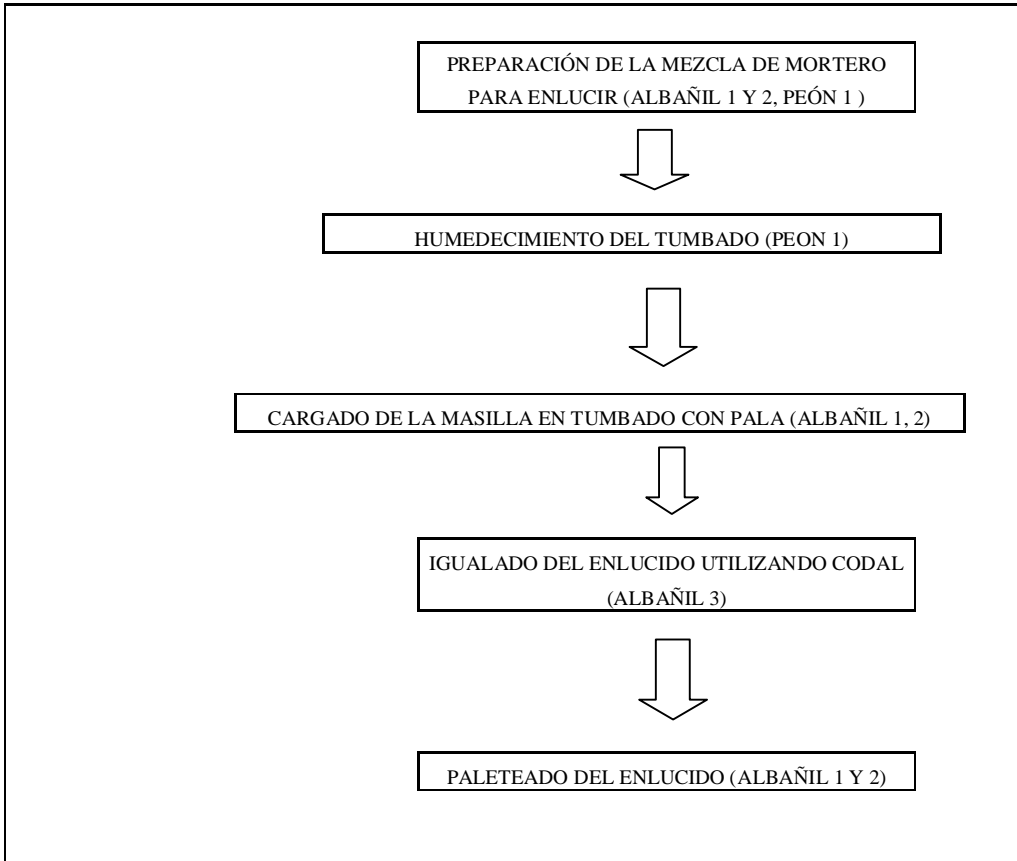 PREPARACIÓN DE LA MEZCLA DE MORTERO
PARA ENLUCIR (ALBAÑIL 1 Y 2, PEÓN 1 )
HUMEDECIMIENTO DEL TUMBADO (PEON 1)
CARGADO DE LA MASILLA EN TUMBADO CON PALA (ALBAÑIL 1, 2)
IGUALADO DEL ENLUCIDO UTILIZANDO CODAL
(ALBAÑIL 3)
PALETEADO DEL ENLUCIDO (ALBAÑIL 1 Y 2)